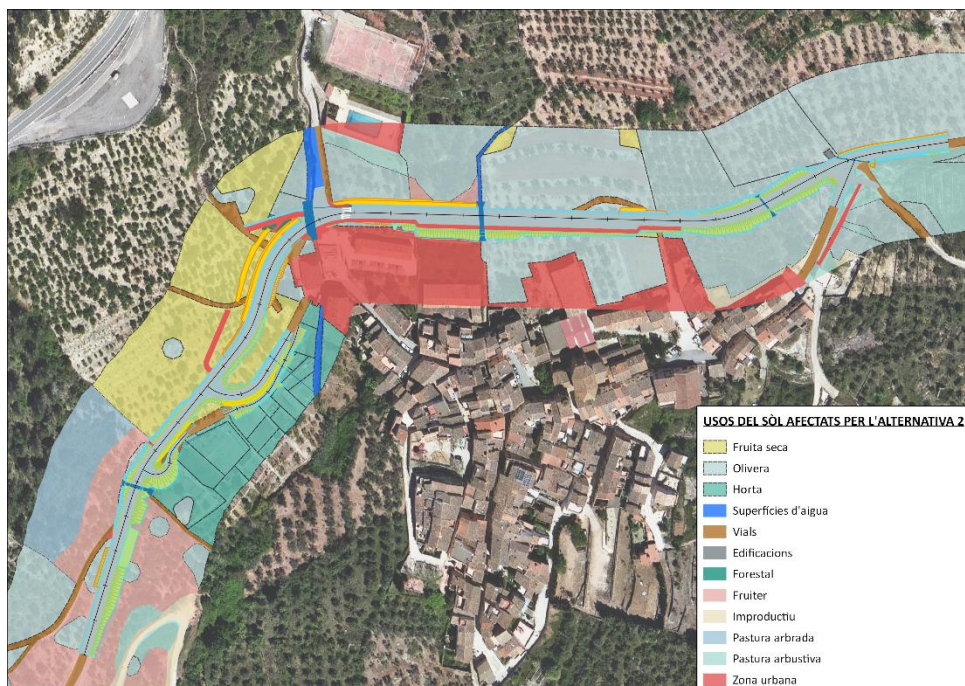 USOS DEL SÒL AFECTATS PER L'ALTERNATIVA 2
Fruita seca
Olivera
Horta
Superfícies d'aigua
Vials
Edificacions
Forestal
Fruiter
Improductiu
Pastura arbrada
Pastura arbustiva
Zona urbana